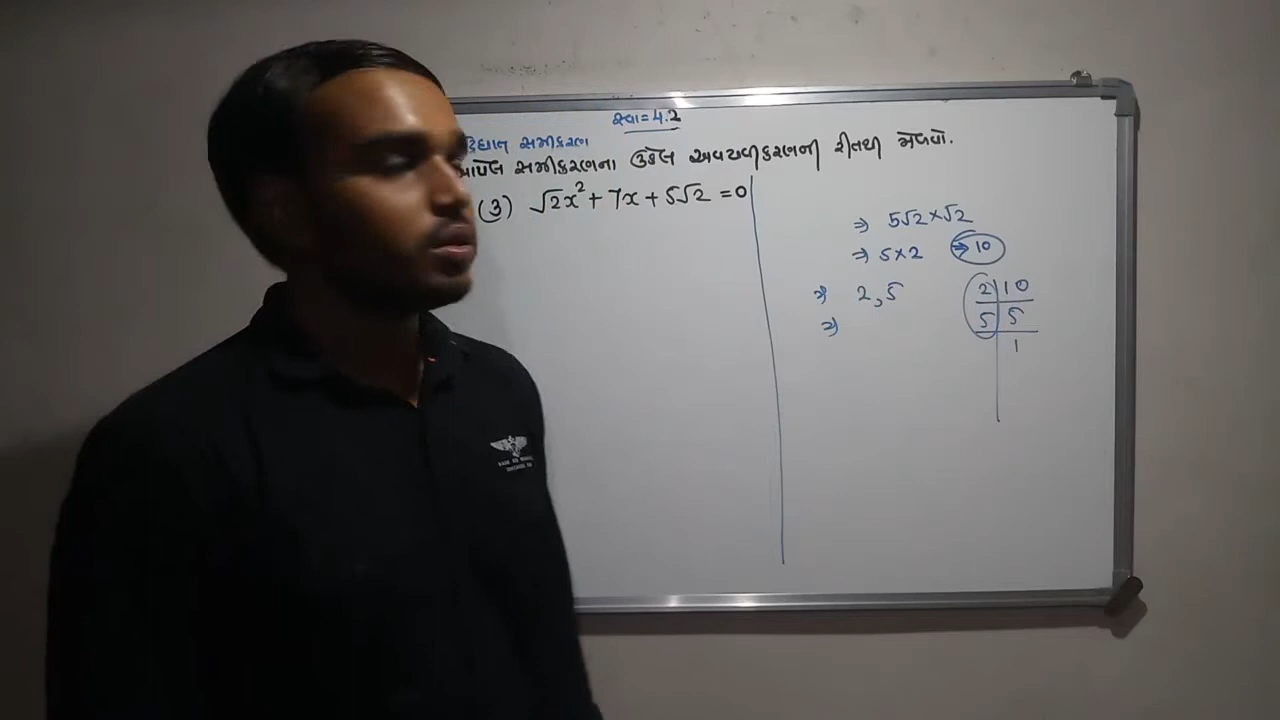 સ્વા = 4.2
દ્વિઘાત સમીકરણ
આપેલ સમીકરણના ઉકેલ અવયવીકરણની રીતથી મેળવો.
(3) √2x² + 7x + 5√2 = 0
⇒ 5√2 × √2
⇒ 5 × 2 ⇒ 10
⇒ 2, 5
⇒
2 | 10
5 | 5
1